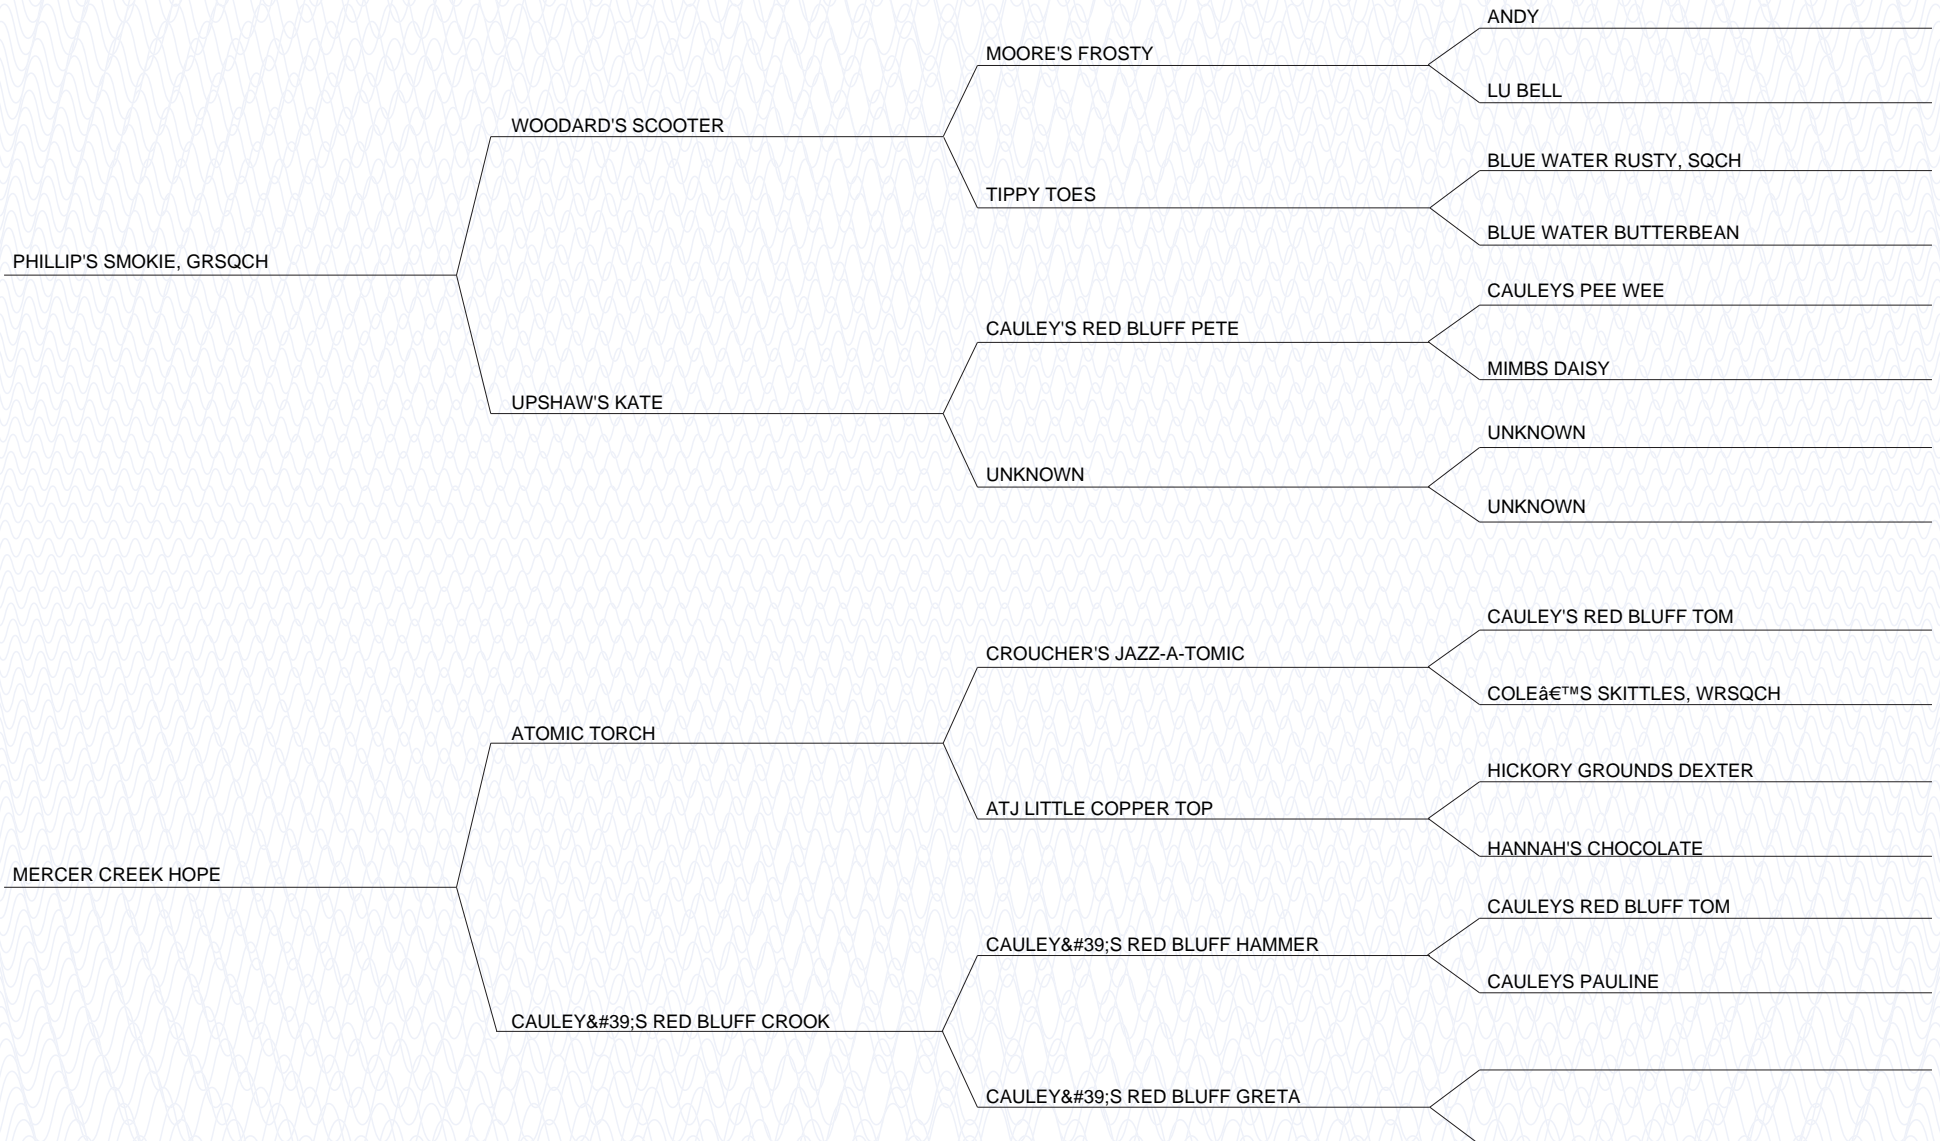 ANDY
MOORE'S FROSTY
LU BELL
WOODARD'S SCOOTER
BLUE WATER RUSTY, SQCH
TIPPY TOES
BLUE WATER BUTTERBEAN
PHILLIP'S SMOKIE, GRSQCH
CAULEYS PEE WEE
CAULEY'S RED BLUFF PETE
MIMBS DAISY
UPSHAW'S KATE
UNKNOWN
UNKNOWN
UNKNOWN
CAULEY'S RED BLUFF TOM
CROUCHER'S JAZZ-A-TOMIC
COLEâ€™S SKITTLES, WRSQCH
ATOMIC TORCH
HICKORY GROUNDS DEXTER
ATJ LITTLE COPPER TOP
HANNAH'S CHOCOLATE
MERCER CREEK HOPE
CAULEYS RED BLUFF TOM
CAULEY&#39;S RED BLUFF HAMMER
CAULEYS PAULINE
CAULEY&#39;S RED BLUFF CROOK
CAULEY&#39;S RED BLUFF GRETA